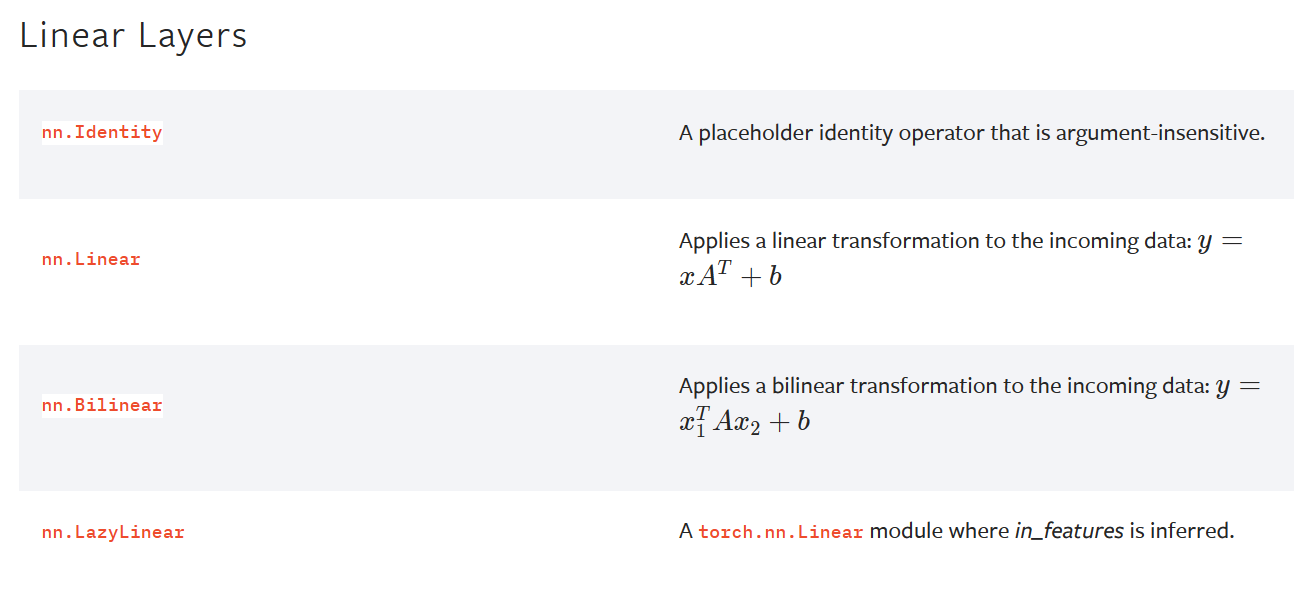 Linear Layers
nn.Identity
A placeholder identity operator that is argument-insensitive.
nn.Linear
Applies a linear transformation to the incoming data: y =
xA^T + b
nn.Bilinear
Applies a bilinear transformation to the incoming data: y =
x_1^T Ax_2 + b
nn.LazyLinear
A torch.nn.Linear module where in_features is inferred.